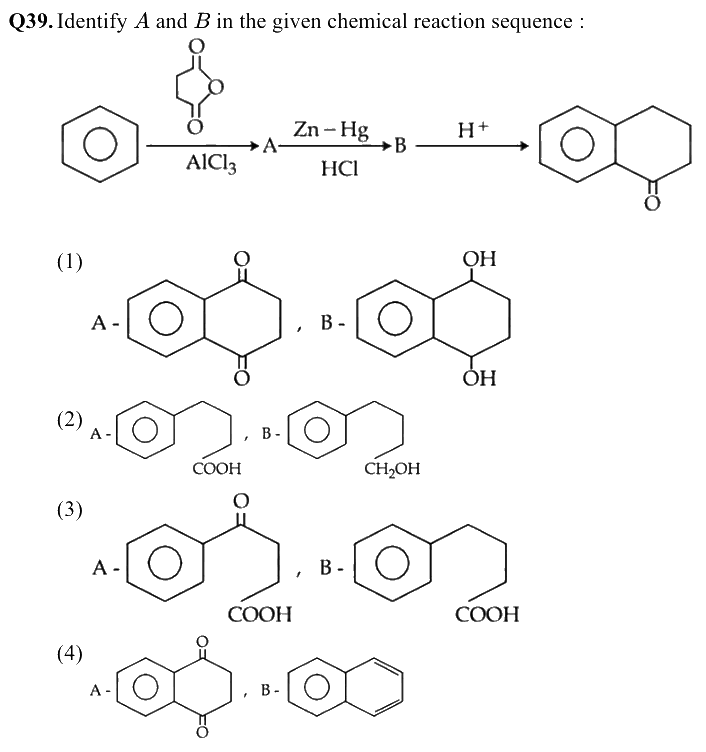 Q39. Identify A and B in the given chemical reaction sequence :
O
O
O
AlCl3
A
Zn – Hg
HCl
B
H+
O
(1)
A -
O
O
,
B -
OH
OH
(2)
A -
COOH
,
B -
CH2OH
(3)
A -
O
COOH
,
B -
COOH
(4)
A -
O
O
,
B -